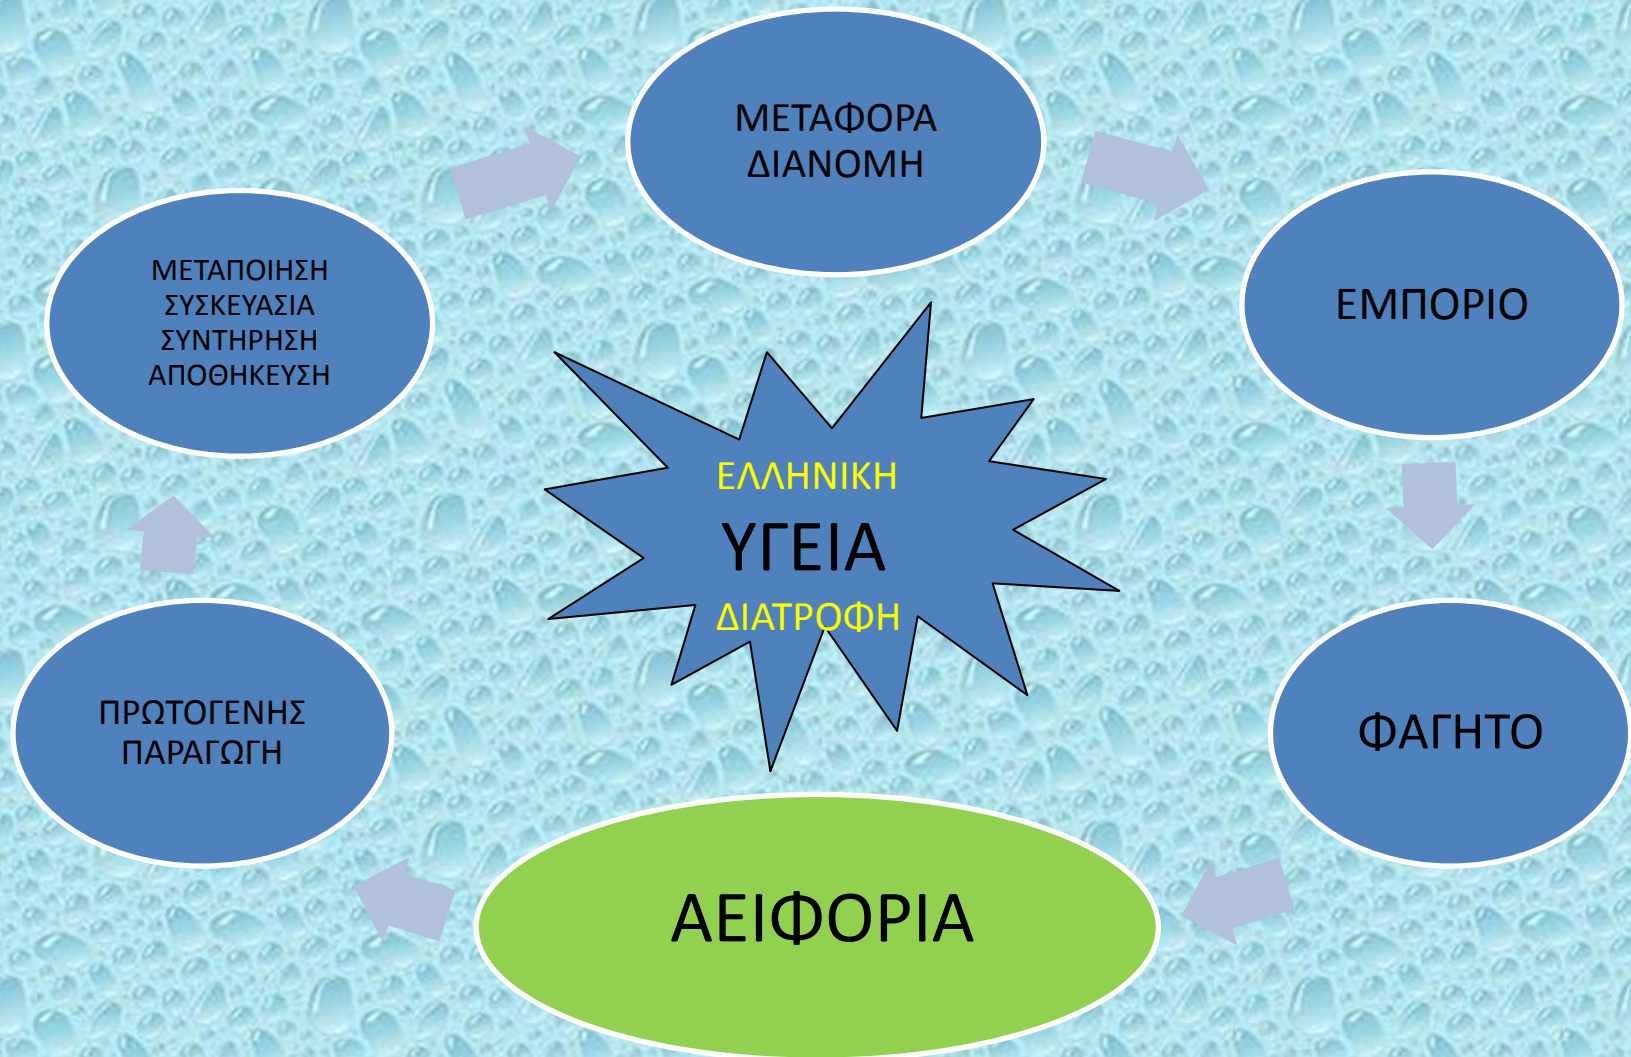 ΜΕΤΑΦΟΡΑ
ΔΙΑΝΟΜΗ
ΜΕΤΑΠΟΙΗΣΗ
ΣΥΣΚΕΥΑΣΙΑ
ΣΥΝΤΗΡΗΣΗ
ΑΠΟΘΗΚΕΥΣΗ
ΕΜΠΟΡΙΟ
ΕΛΛΗΝΙΚΗ
ΥΓΕΙΑ
ΔΙΑΤΡΟΦΗ
ΠΡΩΤΟΓΕΝΗΣ
ΠΑΡΑΓΩΓΗ
ΦΑΓΗΤΟ
ΑΕΙΦΟΡΙΑ